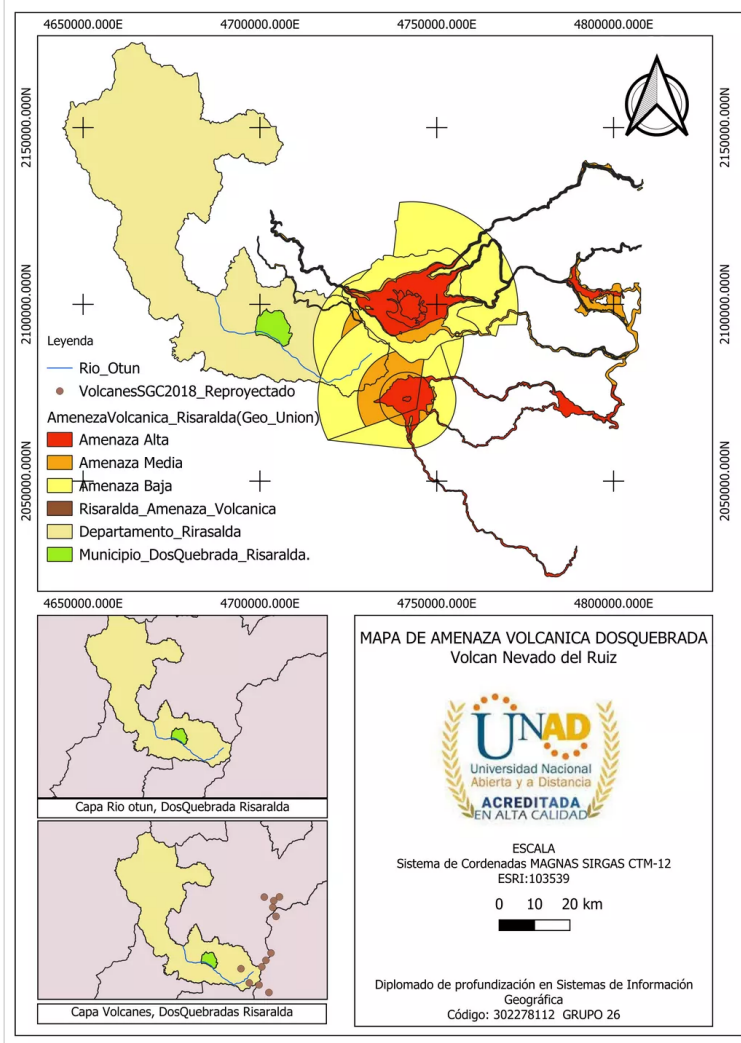 4650000.000E 4700000.000E 4750000.000E 4800000.000E
2150000.000N 2150000.000N
2100000.000N 2100000.000N
2050000.000N 2050000.000N
Leyenda
Rio_Otun
VolcanesSGC2018_Reproyectado
AmenezaVolcanica_Risaralda(Geo_Union)
Amenaza Alta
Amenaza Media
Amenaza Baja
Risaralda_Amenaza_Volcanica
Departamento_Rirasalda
Municipio_DosQuebrada_Risaralda.
4650000.000E 4700000.000E 4750000.000E 4800000.000E
Capa Rio otun, DosQuebrada Risaralda
Capa Volcanes, DosQuebradas Risaralda
MAPA DE AMENAZA VOLCANICA DOSQUEBRADA
Volcan Nevado del Ruiz
UNAD
Universidad Nacional
Abierta y a Distancia
ACREDITADA
EN ALTA CALIDAD
ESCALA
Sistema de Cordenadas MAGNAS SIRGAS CTM-12
ESRI:103539
0 10 20 km
Diplomado de profundización en Sistemas de Información
Geográfica
Código: 302278112 GRUPO 26